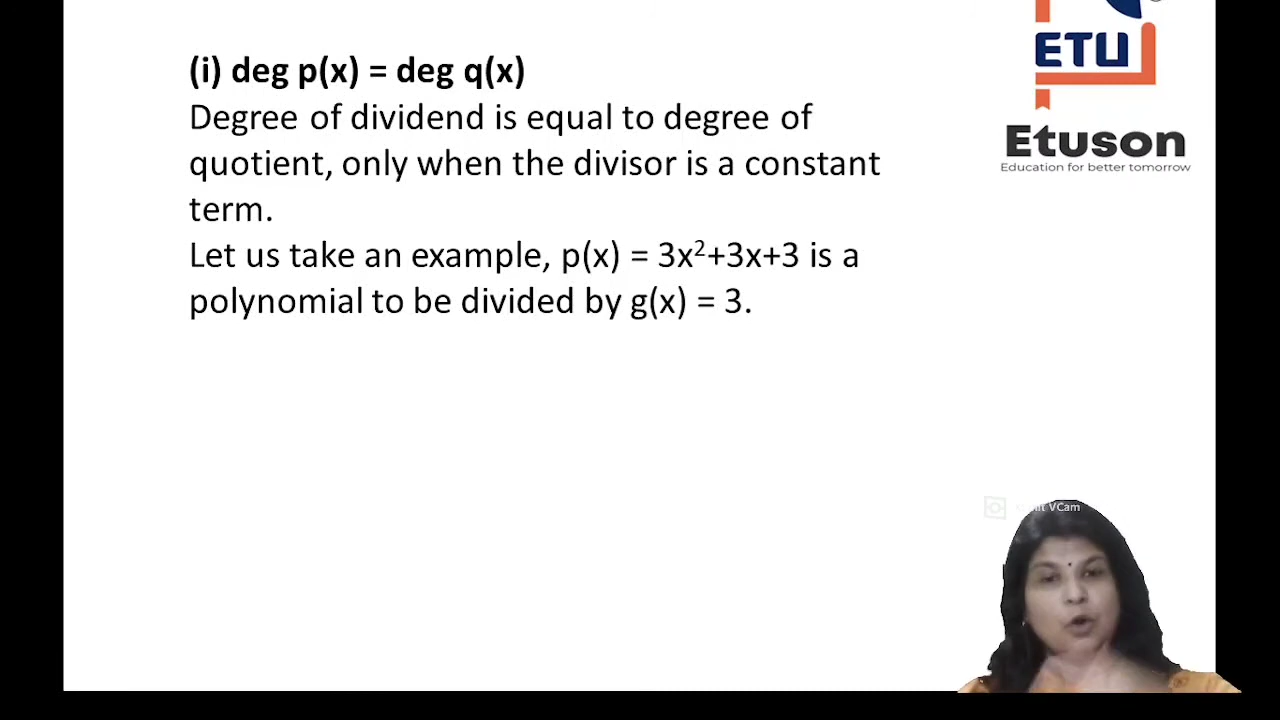 (i) deg p(x) = deg q(x)
Degree of dividend is equal to degree of
quotient, only when the divisor is a constant
term.
Let us take an example, p(x) = 3x²+3x+3 is a
polynomial to be divided by g(x) = 3.
ETU
Etuson
Education for better tomorrow
VCam